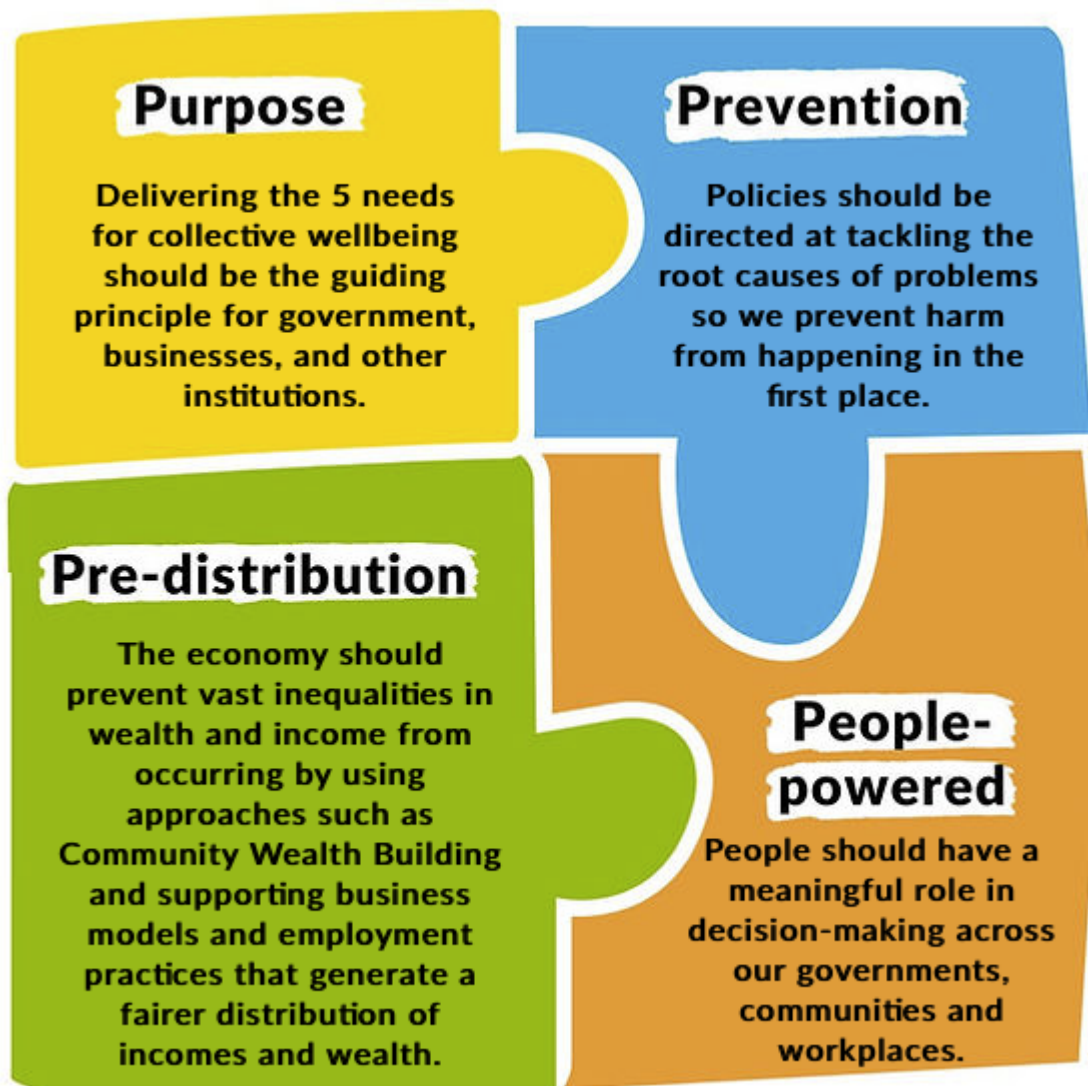 Purpose
Delivering the 5 needs
for collective wellbeing
should be the guiding
principle for government,
businesses, and other
institutions.
Prevention
Policies should be
directed at tackling the
root causes of problems
so we prevent harm
from happening in the
first place.
Pre-distribution
The economy should
prevent vast inequalities in
wealth and income from
occurring by using
approaches such as
Community Wealth Building
and supporting business
models and employment
practices that generate a
fairer distribution of
incomes and wealth.
People-
powered
People should have a
meaningful role in
decision-making across
our governments,
communities and
workplaces.